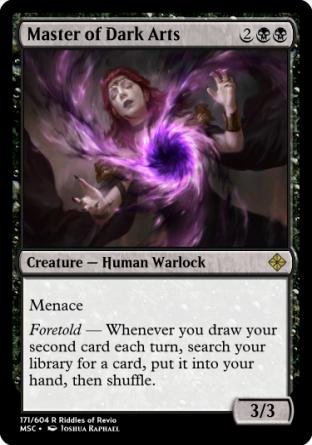 Master of Dark Arts 2
Creature — Human Warlock
Menace
Foretold — Whenever you draw your
second card each turn, search your
library for a card, put it into your
hand, then shuffle.
171/604 R Riddles of Revio
MSC • Joshua Raphael
3/3